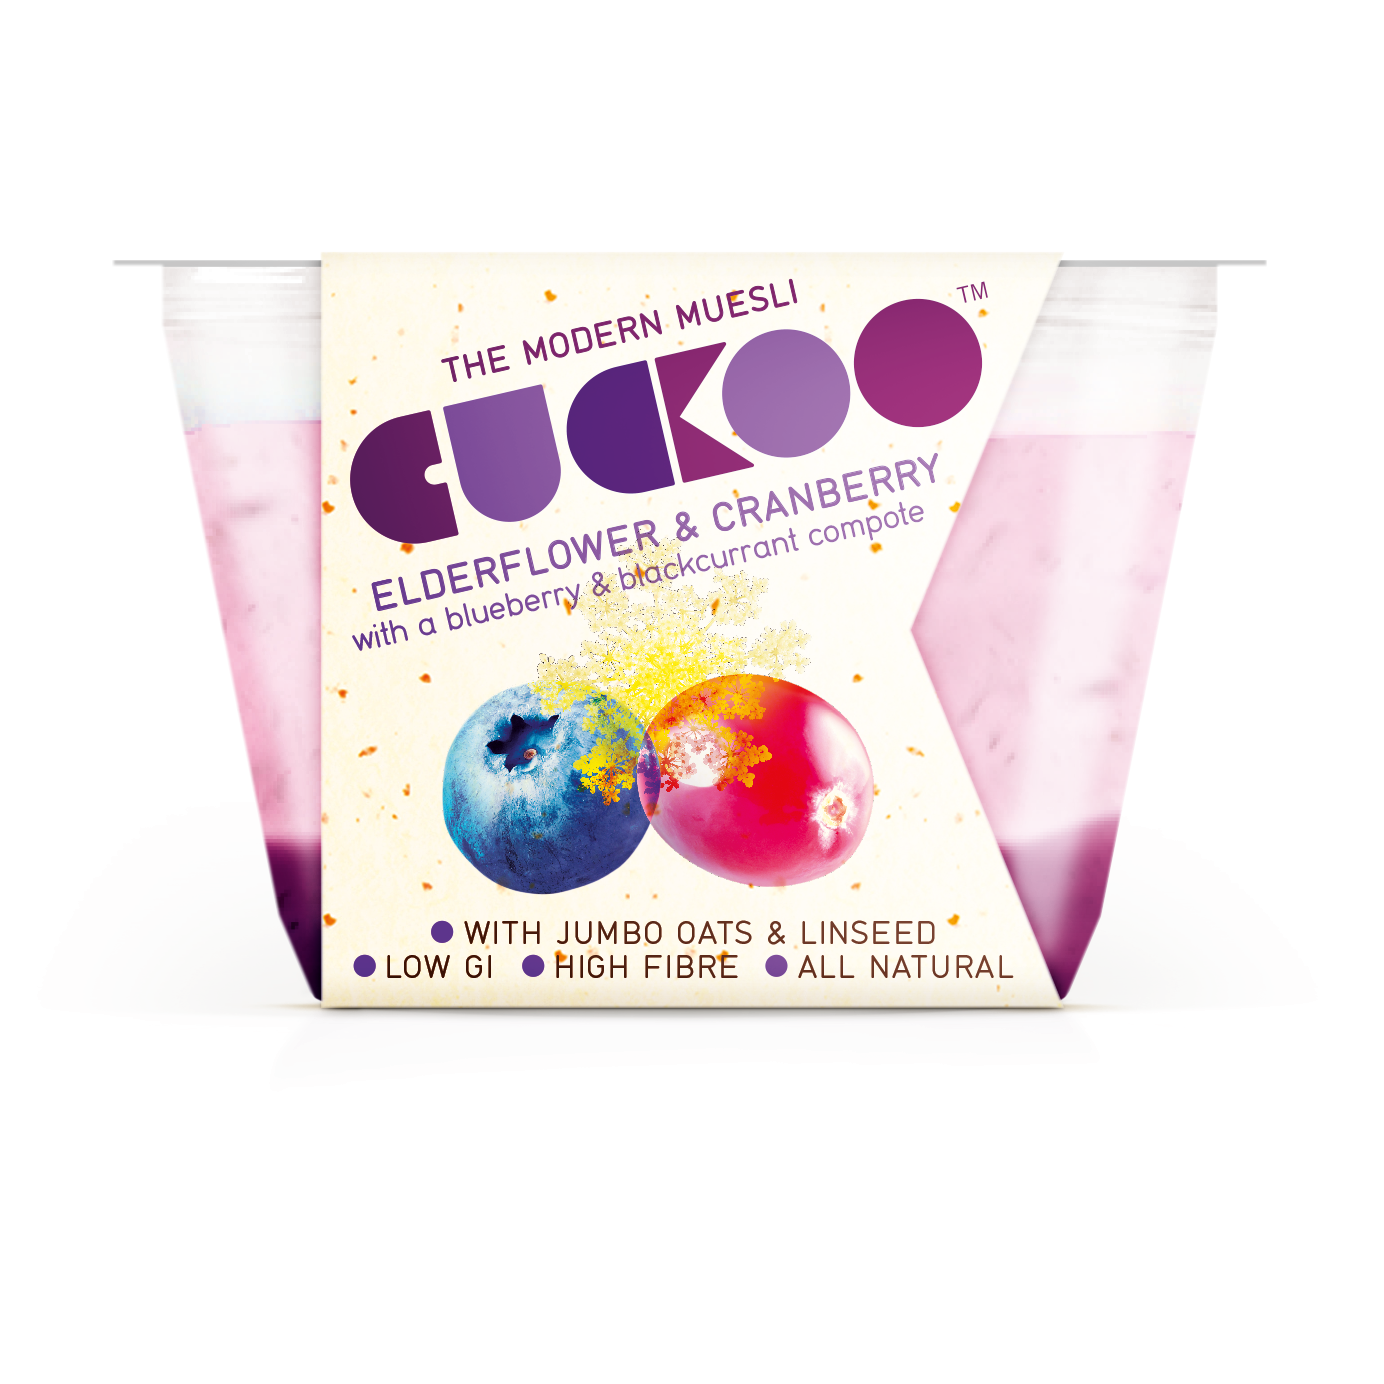 THE MODERN MUESLI
CUCKOO™
ELDERFLOWER & CRANBERRY
with a blueberry & blackcurrant compote
WITH JUMBO OATS & LINSEED
LOW GI ● HIGH FIBRE ● ALL NATURAL